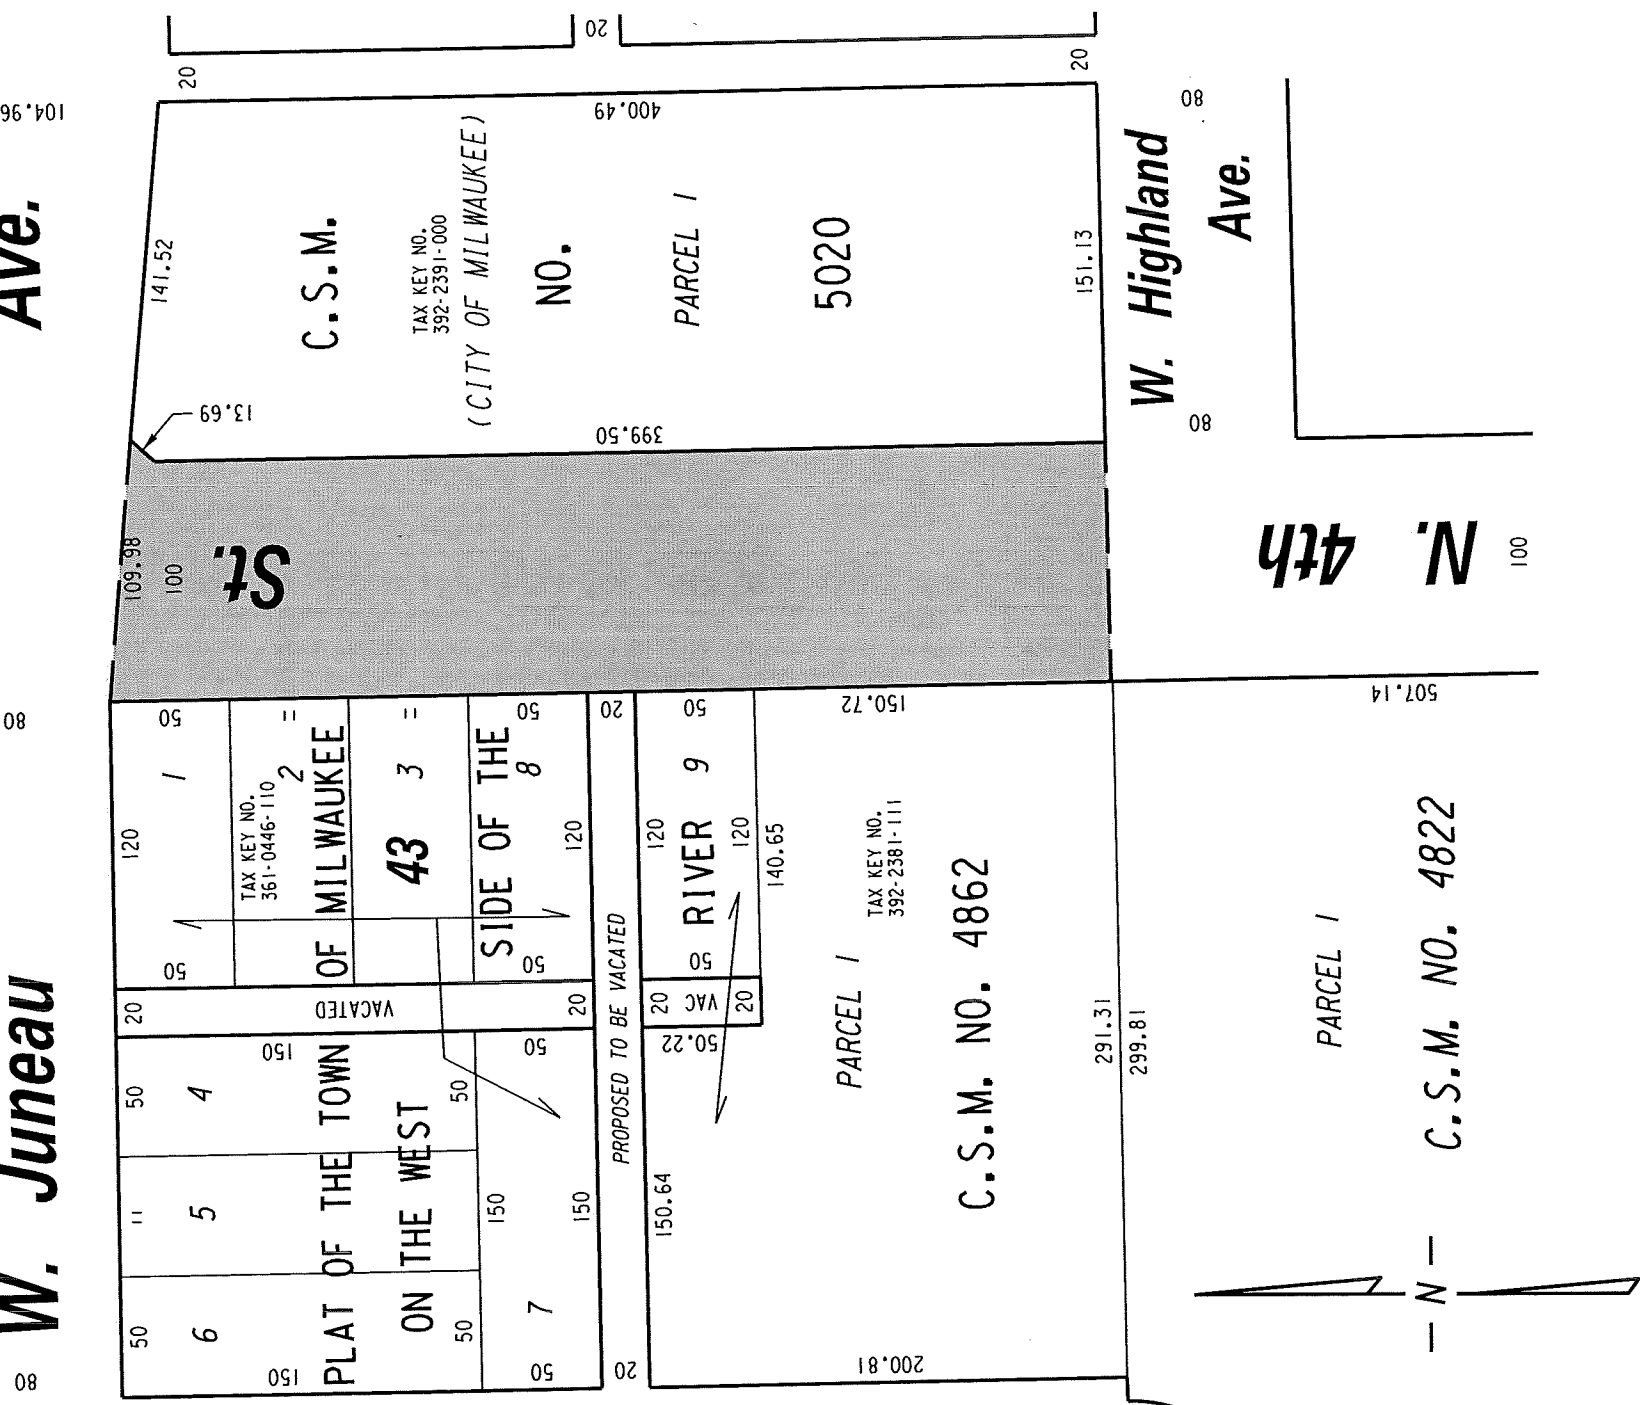 W. Juneau Ave.
80
80
104.96
20
20
20
141.52
400.49
C.S.M.
TAX KEY NO.
392-2391-000
(CITY OF MILWAUKEE)
NO.
PARCEL 1
5020
13.69
399.50
151.13
W. Highland
Ave.
80
80
109.98
100
St.
N. 4th
100
507.14
50
1
120
50
"
2
TAX KEY NO.
361-0446-110
"
3
43
50
8
120
50
20
VACATED
20
PLAT OF THE TOWN OF MILWAUKEE
ON THE WEST SIDE OF THE
RIVER
150
50
4
50
"
5
50
6
50
150
50
150
150
7
50
20
PROPOSED TO BE VACATED
20
50
9
120
120
50
20
VAC
20
50.22
150.64
140.65
150.72
TAX KEY NO.
392-2381-111
PARCEL 1
C.S.M. NO. 4862
200.81
291.31
299.81
PARCEL 1
C.S.M. NO. 4822
— N —